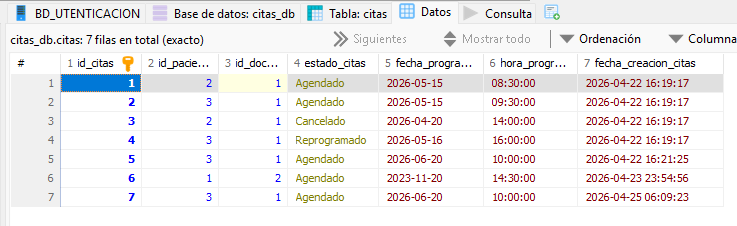 BD_UTENTICACION Base de datos: citas_db Tabla: citas Datos Consulta
citas_db.citas: 7 filas en total (exacto) Siguientes Mostrar todo Ordenación Columna
# 1 id_citas 2 id_pacie... 3 id_doc... 4 estado_citas 5 fecha_progra... 6 hora_progr... 7 fecha_creacion_citas
1 1 2 1 Agendado 2026-05-15 08:30:00 2026-04-22 16:19:17
2 2 3 1 Agendado 2026-05-15 09:30:00 2026-04-22 16:19:17
3 3 2 1 Cancelado 2026-04-20 14:00:00 2026-04-22 16:19:17
4 4 3 1 Reprogramado 2026-05-16 16:00:00 2026-04-22 16:19:17
5 5 3 1 Agendado 2026-06-20 10:00:00 2026-04-22 16:21:25
6 6 1 2 Agendado 2023-11-20 14:30:00 2026-04-23 23:54:56
7 7 3 1 Agendado 2026-06-20 10:00:00 2026-04-25 06:09:23